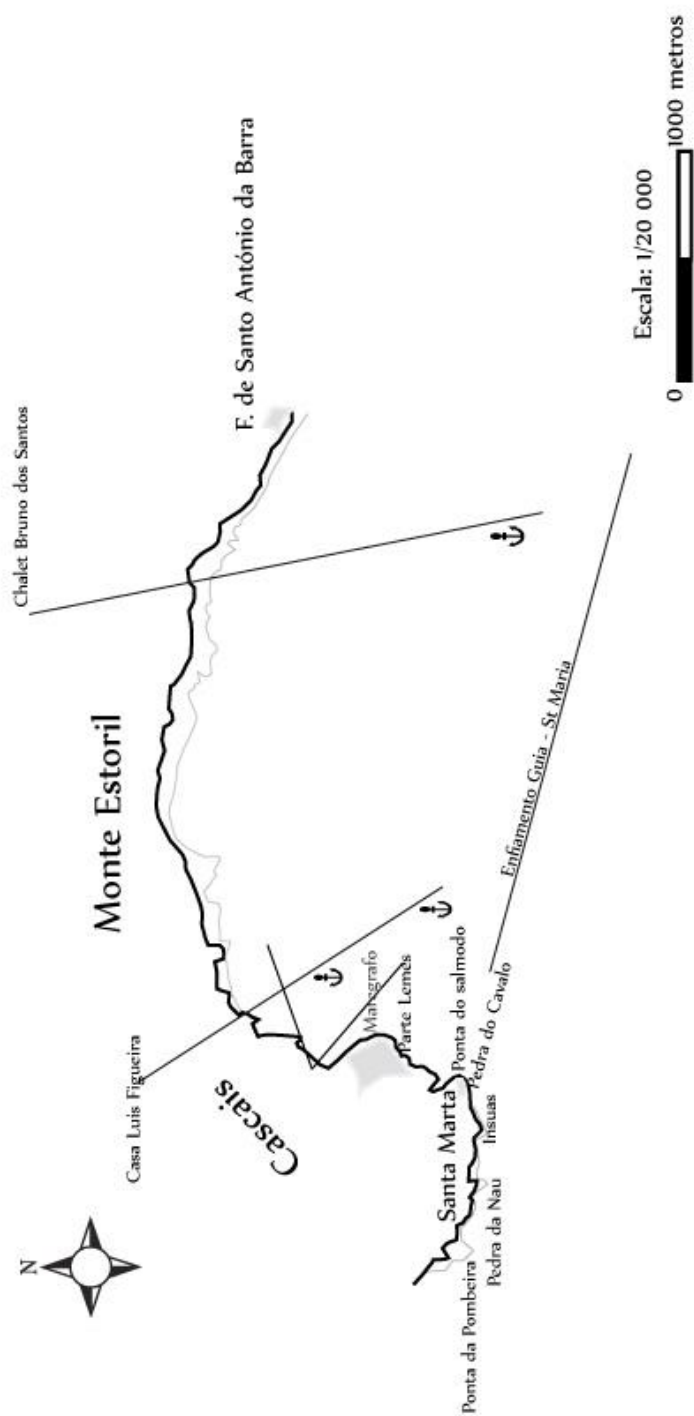 N
Chalet Bruno dos Santos
Casa Luis Figueira
Monte Estoril
F. de Santo António da Barra
Cascais
Maregrafo
Parte Lemes
Santa Marta
Ponta do salmodo
Pedra do Cavalo
Insuas
Pedra da Nau
Ponta da Pombeira
Enfiamento Guia - St Maria
Escala: 1/20 000
0
1000 metros